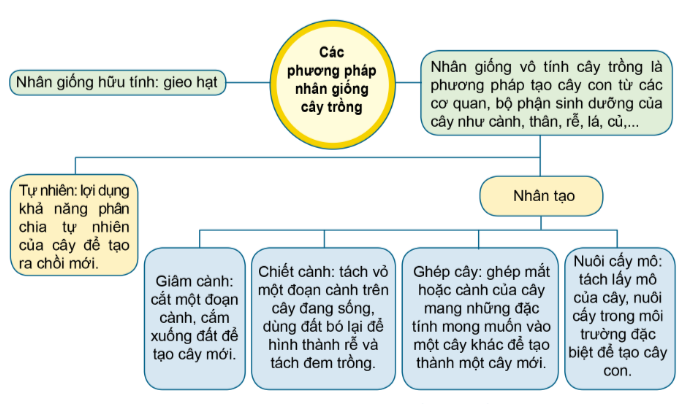 Các
phương pháp
nhân giống
cây trồng
Nhân giống hữu tính: gieo hạt
Nhân giống vô tính cây trồng là
phương pháp tạo cây con từ các
cơ quan, bộ phận sinh dưỡng của
cây như cành, thân, rễ, lá, củ,...
Tự nhiên: lợi dụng
khả năng phân
chia tự nhiên
của cây để tạo
ra chồi mới.
Nhân tạo
Giâm cành:
cắt một đoạn
cành, cắm
xuống đất để
tạo cây mới.
Chiết cành: tách vỏ
một đoạn cành trên
cây đang sống,
dùng đất bó lại để
hình thành rễ và
tách đem trồng.
Ghép cây: ghép mắt
hoặc cành của cây
mang những đặc
tính mong muốn vào
một cây khác để tạo
thành một cây mới.
Nuôi cấy mô:
tách lấy mô
của cây, nuôi
cấy trong môi
trường đặc
biệt để tạo cây
con.